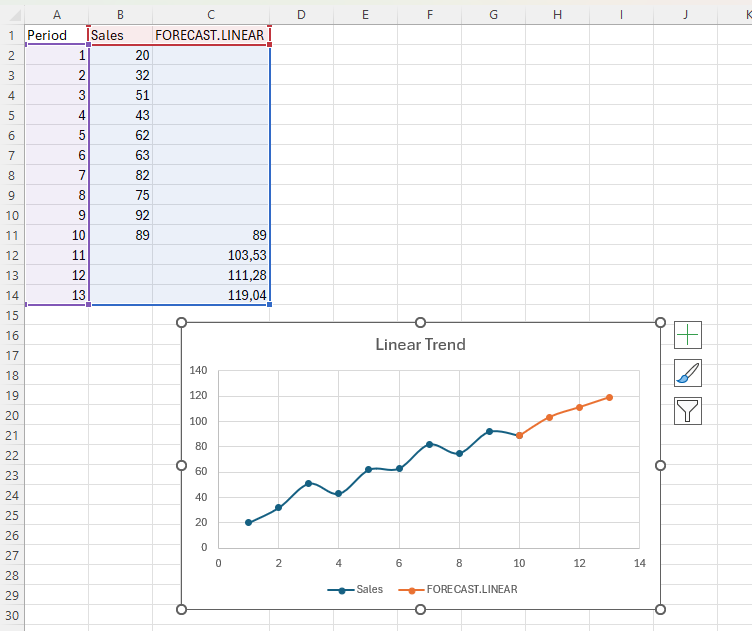 A B C D E F G H I J K
1 Period Sales FORECAST.LINEAR
2 1 20
3 2 32
4 3 51
5 4 43
6 5 62
7 6 63
8 7 82
9 8 75
10 9 92
11 10 89 89
12 11 103,53
13 12 111,28
14 13 119,04
15
16
17
18
19
20
21
22
23
24
25
26
27
28
29
30
Linear Trend
140
120
100
80
60
40
20
0
0 2 4 6 8 10 12 14
Sales FORECAST.LINEAR